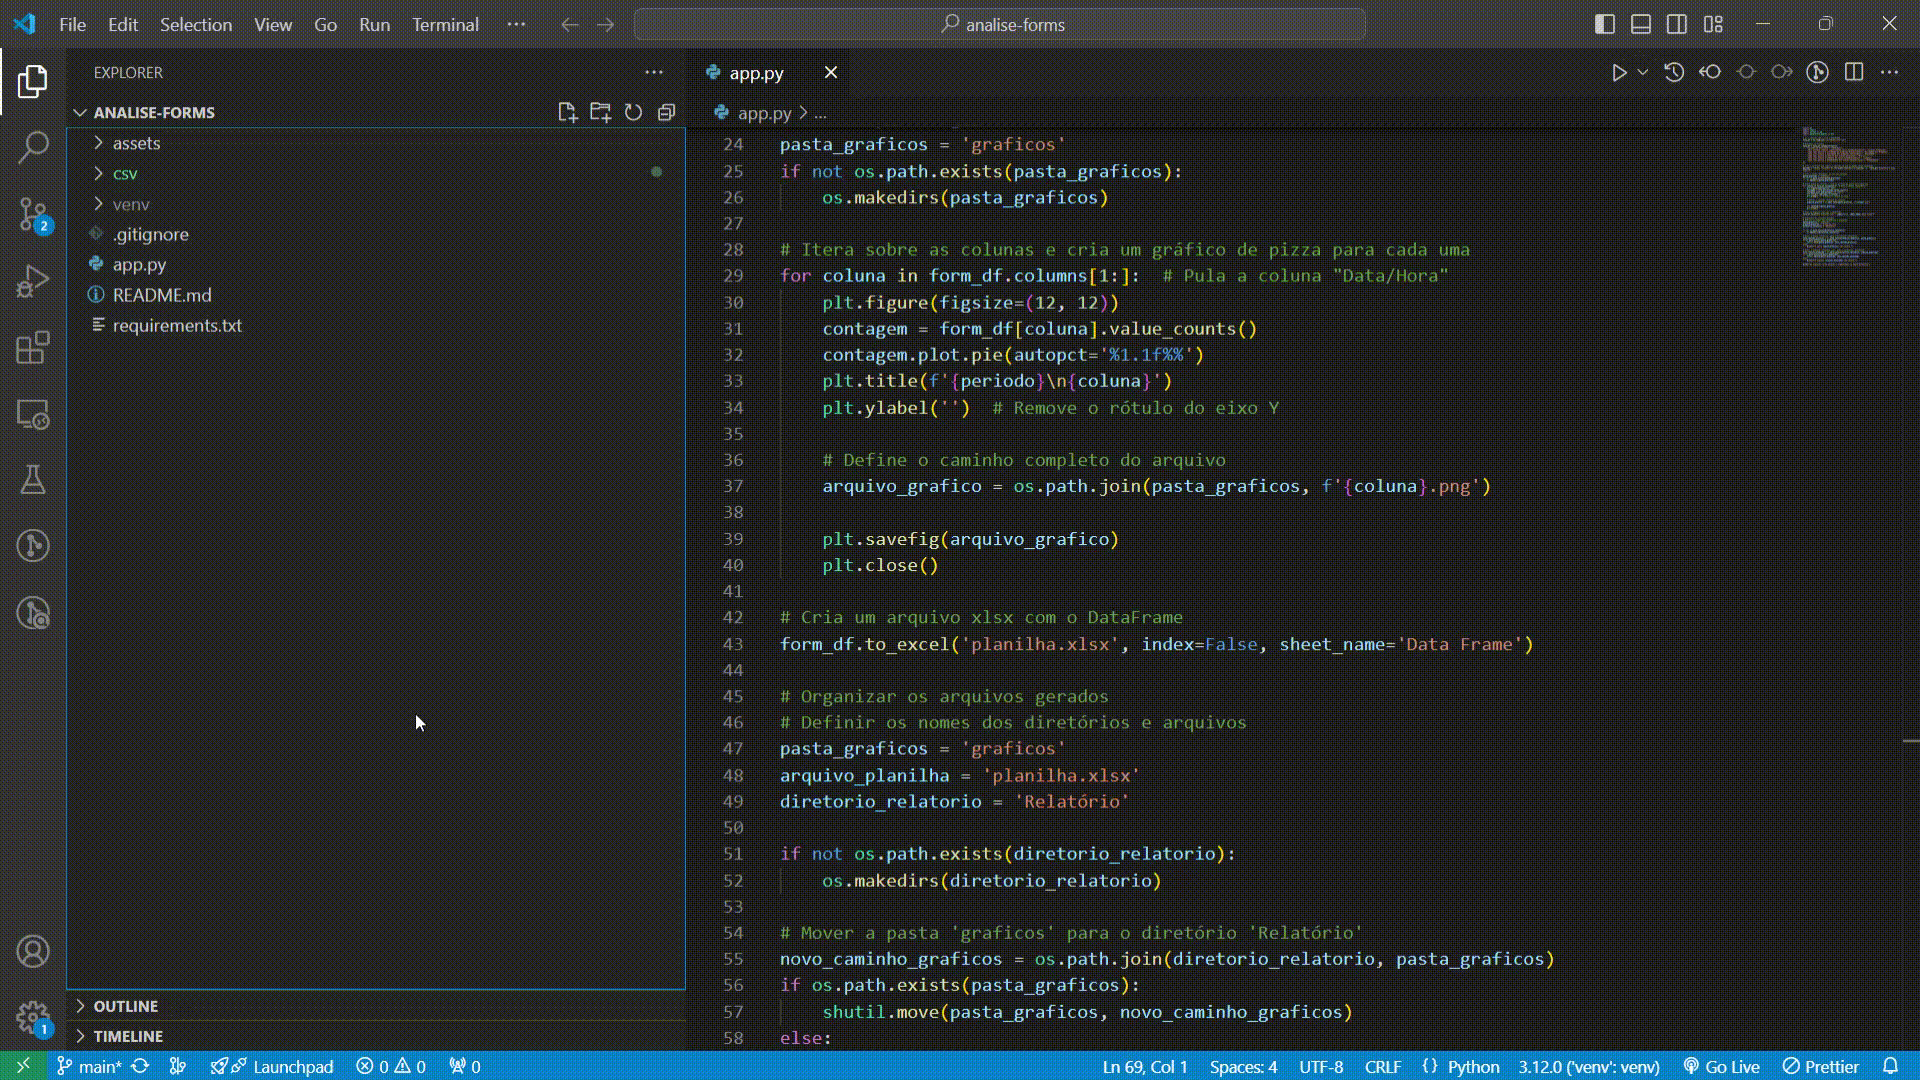 File Edit Selection View Go Run Terminal ···
analise-forms
EXPLORER
ANALISE-FORMS
assets
csv
venv
.gitignore
app.py
README.md
requirements.txt
OUTLINE
TIMELINE
2
1
app.py
app.py > ...
24 pasta_graficos = 'graficos'
25 if not os.path.exists(pasta_graficos):
26     os.makedirs(pasta_graficos)
27
28 # Itera sobre as colunas e cria um gráfico de pizza para cada uma
29 for coluna in form_df.columns[1:]:  # Pula a coluna "Data/Hora"
30     plt.figure(figsize=(12, 12))
31     contagem = form_df[coluna].value_counts()
32     contagem.plot.pie(autopct='%1.1f%%')
33     plt.title(f'{periodo}\n{coluna}')
34     plt.ylabel('')  # Remove o rótulo do eixo Y
35
36     # Define o caminho completo do arquivo
37     arquivo_grafico = os.path.join(pasta_graficos, f'{coluna}.png')
38
39     plt.savefig(arquivo_grafico)
40     plt.close()
41
42 # Cria um arquivo xlsx com o DataFrame
43 form_df.to_excel('planilha.xlsx', index=False, sheet_name='Data Frame')
44
45 # Organizar os arquivos gerados
46 # Definir os nomes dos diretórios e arquivos
47 pasta_graficos = 'graficos'
48 arquivo_planilha = 'planilha.xlsx'
49 diretorio_relatorio = 'Relatório'
50
51 if not os.path.exists(diretorio_relatorio):
52     os.makedirs(diretorio_relatorio)
53
54 # Mover a pasta 'graficos' para o diretório 'Relatório'
55 novo_caminho_graficos = os.path.join(diretorio_relatorio, pasta_graficos)
56 if os.path.exists(pasta_graficos):
57     shutil.move(pasta_graficos, novo_caminho_graficos)
58 else:
main* Launchpad 0 0 0 Ln 69, Col 1 Spaces: 4 UTF-8 CRLF {} Python 3.12.0 ('venv': venv) Go Live Prettier